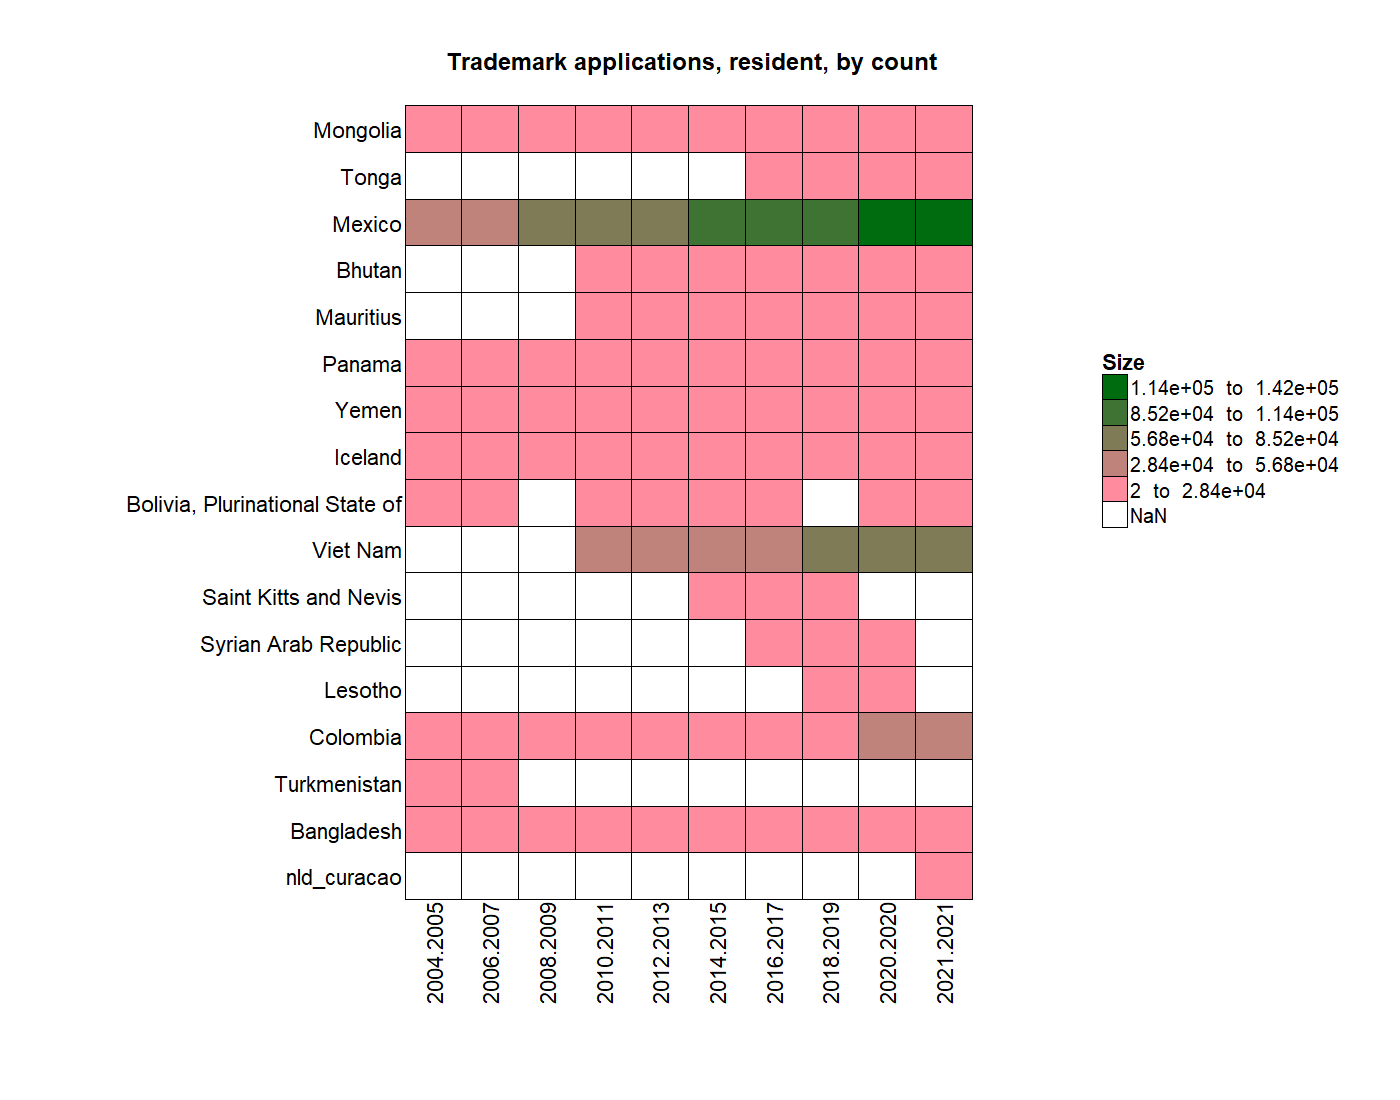 Trademark applications, resident, by count
Mongolia
Tonga
Mexico
Bhutan
Mauritius
Panama
Yemen
Iceland
Bolivia, Plurinational State of
Viet Nam
Saint Kitts and Nevis
Syrian Arab Republic
Lesotho
Colombia
Turkmenistan
Bangladesh
nld_curacao
2004.2005
2006.2007
2008.2009
2010.2011
2012.2013
2014.2015
2016.2017
2018.2019
2020.2020
2021.2021
Size
1.14e+05 to 1.42e+05
8.52e+04 to 1.14e+05
5.68e+04 to 8.52e+04
2.84e+04 to 5.68e+04
2 to 2.84e+04
NaN